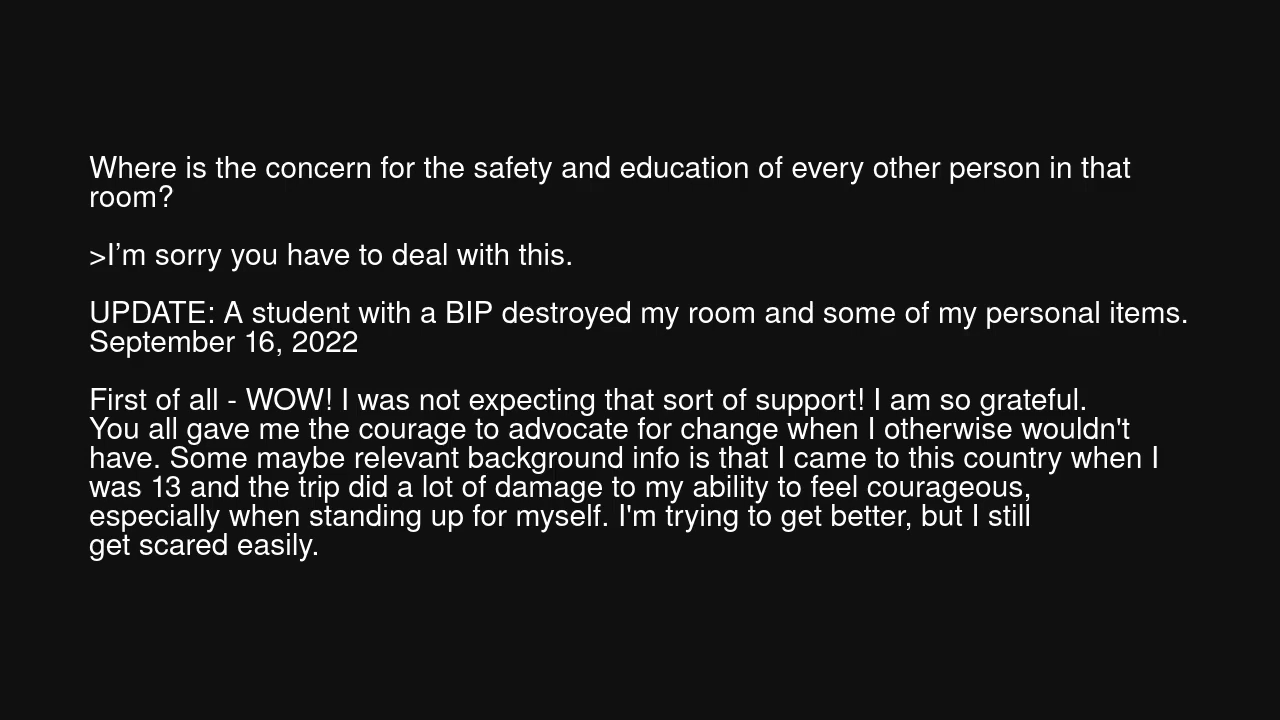 Where is the concern for the safety and education of every other person in that
room?
>I’m sorry you have to deal with this.
UPDATE: A student with a BIP destroyed my room and some of my personal items.
September 16, 2022
First of all - WOW! I was not expecting that sort of support! I am so grateful.
You all gave me the courage to advocate for change when I otherwise wouldn't
have. Some maybe relevant background info is that I came to this country when I
was 13 and the trip did a lot of damage to my ability to feel courageous,
especially when standing up for myself. I'm trying to get better, but I still
get scared easily.